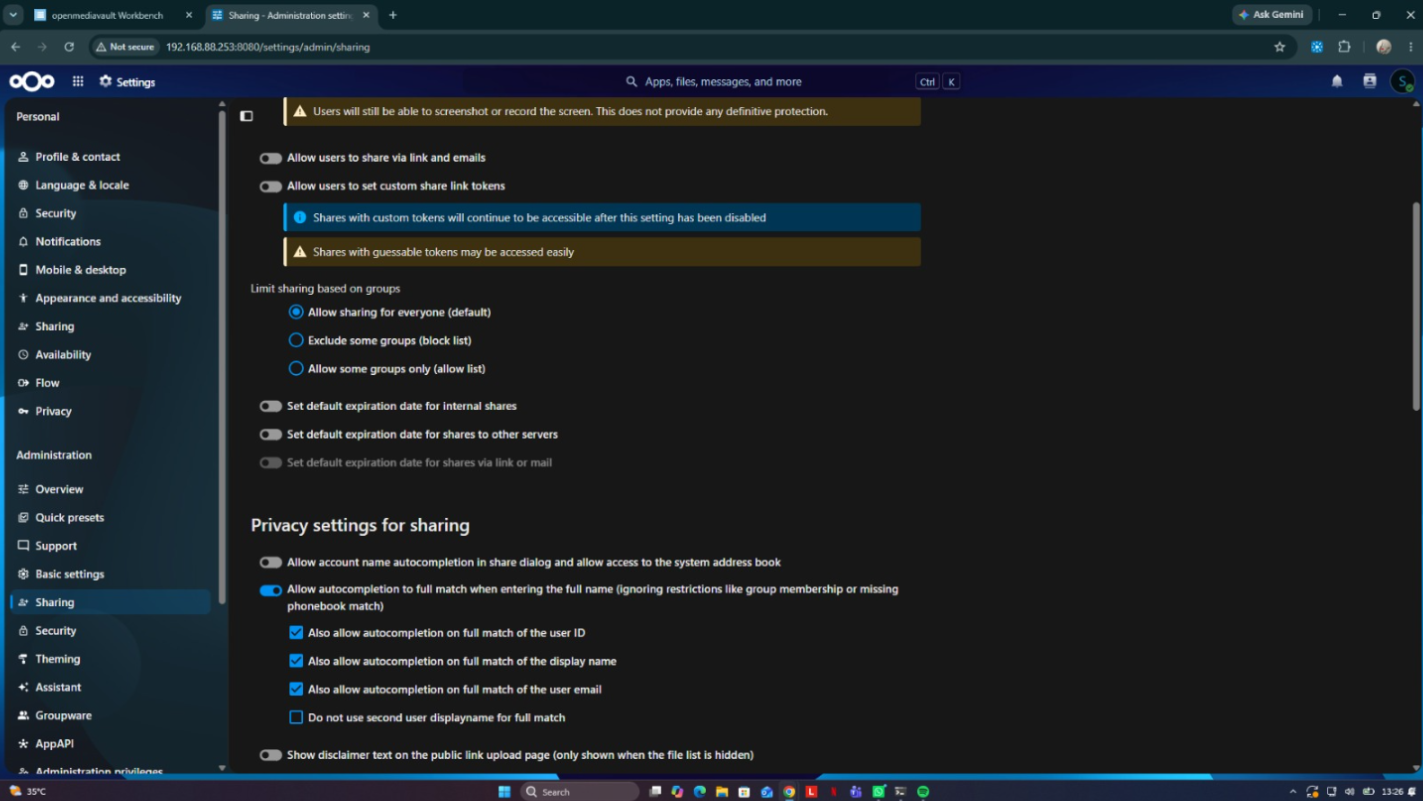 openmediavault Workbench
Sharing - Administration settin
Ask Gemini
Not secure
192.168.88.253:8080/settings/admin/sharing
Settings
Apps, files, messages, and more
Ctrl
K
S
Personal
Profile & contact
Language & locale
Security
Notifications
Mobile & desktop
Appearance and accessibility
Sharing
Availability
Flow
Privacy
Administration
Overview
Quick presets
Support
Basic settings
Sharing
Security
Theming
Assistant
Groupware
AppAPI
Administration privileges
Users will still be able to screenshot or record the screen. This does not provide any definitive protection.
Allow users to share via link and emails
Allow users to set custom share link tokens
Shares with custom tokens will continue to be accessible after this setting has been disabled
Shares with guessable tokens may be accessed easily
Limit sharing based on groups
Allow sharing for everyone (default)
Exclude some groups (block list)
Allow some groups only (allow list)
Set default expiration date for internal shares
Set default expiration date for shares to other servers
Set default expiration date for shares via link or mail
Privacy settings for sharing
Allow account name autocompletion in share dialog and allow access to the system address book
Allow autocompletion to full match when entering the full name (ignoring restrictions like group membership or missing
phonebook match)
Also allow autocompletion on full match of the user ID
Also allow autocompletion on full match of the display name
Also allow autocompletion on full match of the user email
Do not use second user displayname for full match
Show disclaimer text on the public link upload page (only shown when the file list is hidden)
35°C
Search
L
13:26